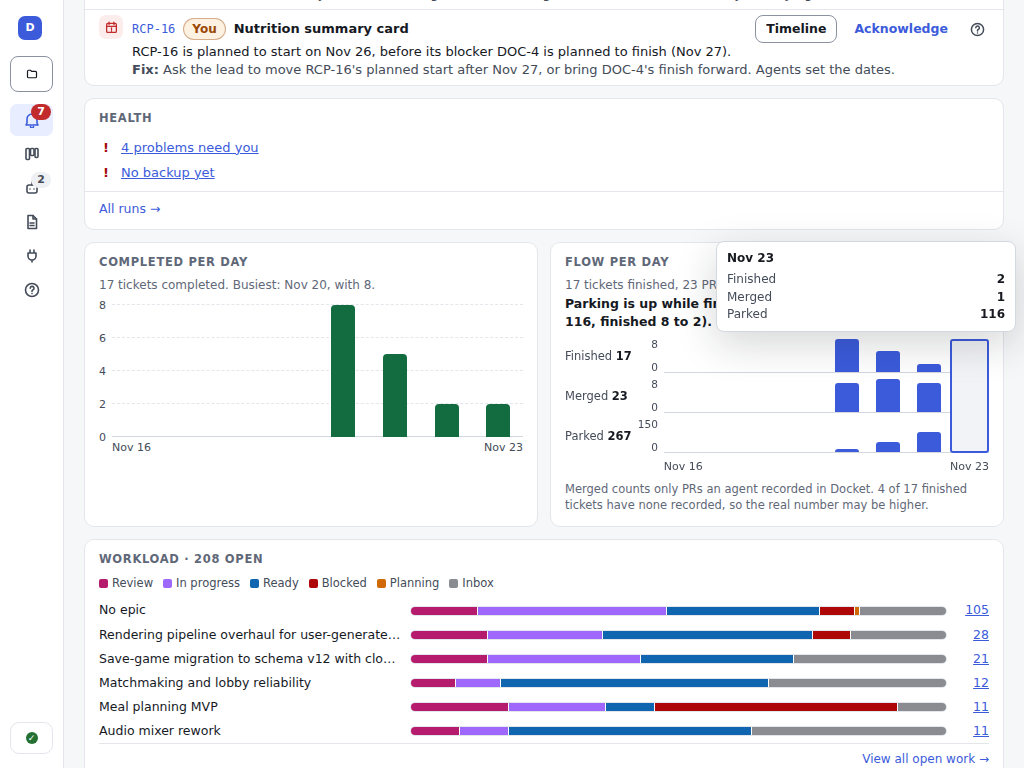 D
7
2
RCP-16 You Nutrition summary card Timeline Acknowledge
RCP-16 is planned to start on Nov 26, before its blocker DOC-4 is planned to finish (Nov 27).
Fix: Ask the lead to move RCP-16's planned start after Nov 27, or bring DOC-4's finish forward. Agents set the dates.
HEALTH
! 4 problems need you
! No backup yet
All runs →
COMPLETED PER DAY
17 tickets completed. Busiest: Nov 20, with 8.
8
6
4
2
0
Nov 16 Nov 23
FLOW PER DAY
17 tickets finished, 23 PR
Parking is up while fi
116, finished 8 to 2).
Nov 23
Finished 2
Merged 1
Parked 116
Finished 17 8
0
Merged 23 8
0
Parked 267 150
0
Nov 16 Nov 23
Merged counts only PRs an agent recorded in Docket. 4 of 17 finished
tickets have none recorded, so the real number may be higher.
WORKLOAD · 208 OPEN
Review In progress Ready Blocked Planning Inbox
No epic 105
Rendering pipeline overhaul for user-generate... 28
Save-game migration to schema v12 with clo... 21
Matchmaking and lobby reliability 12
Meal planning MVP 11
Audio mixer rework 11
View all open work →